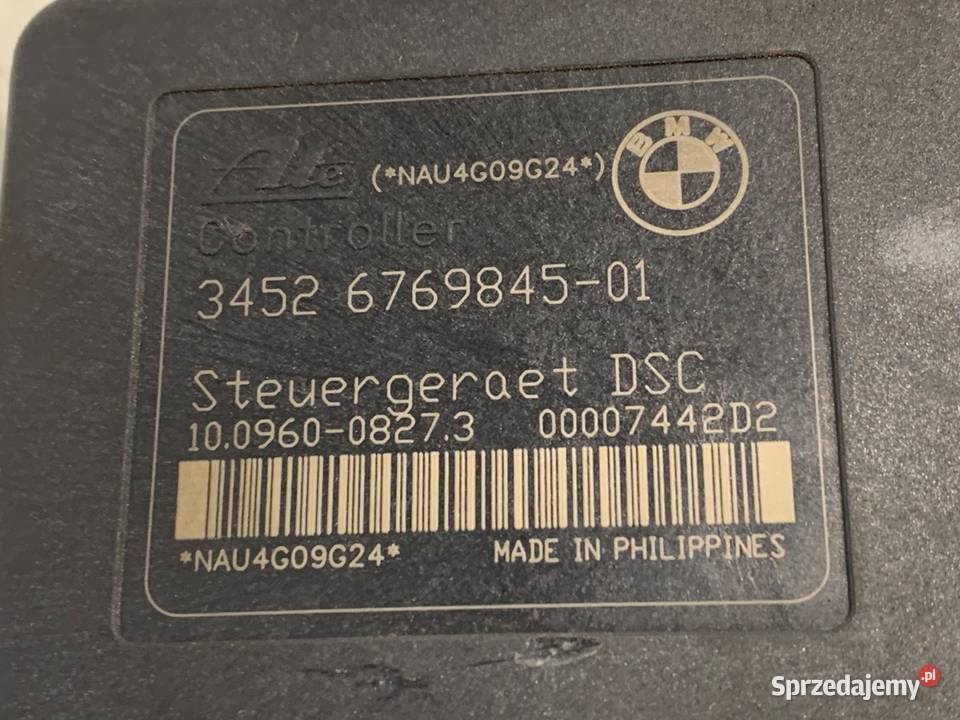 Ate (*NAU4G09G24*) BMW
Controller
3452 6769845-01
Steuergeraet DSC
10.0960-0827.3 00007442D2
*NAU4G09G24* MADE IN PHILIPPINES
Sprzedajemy.pl